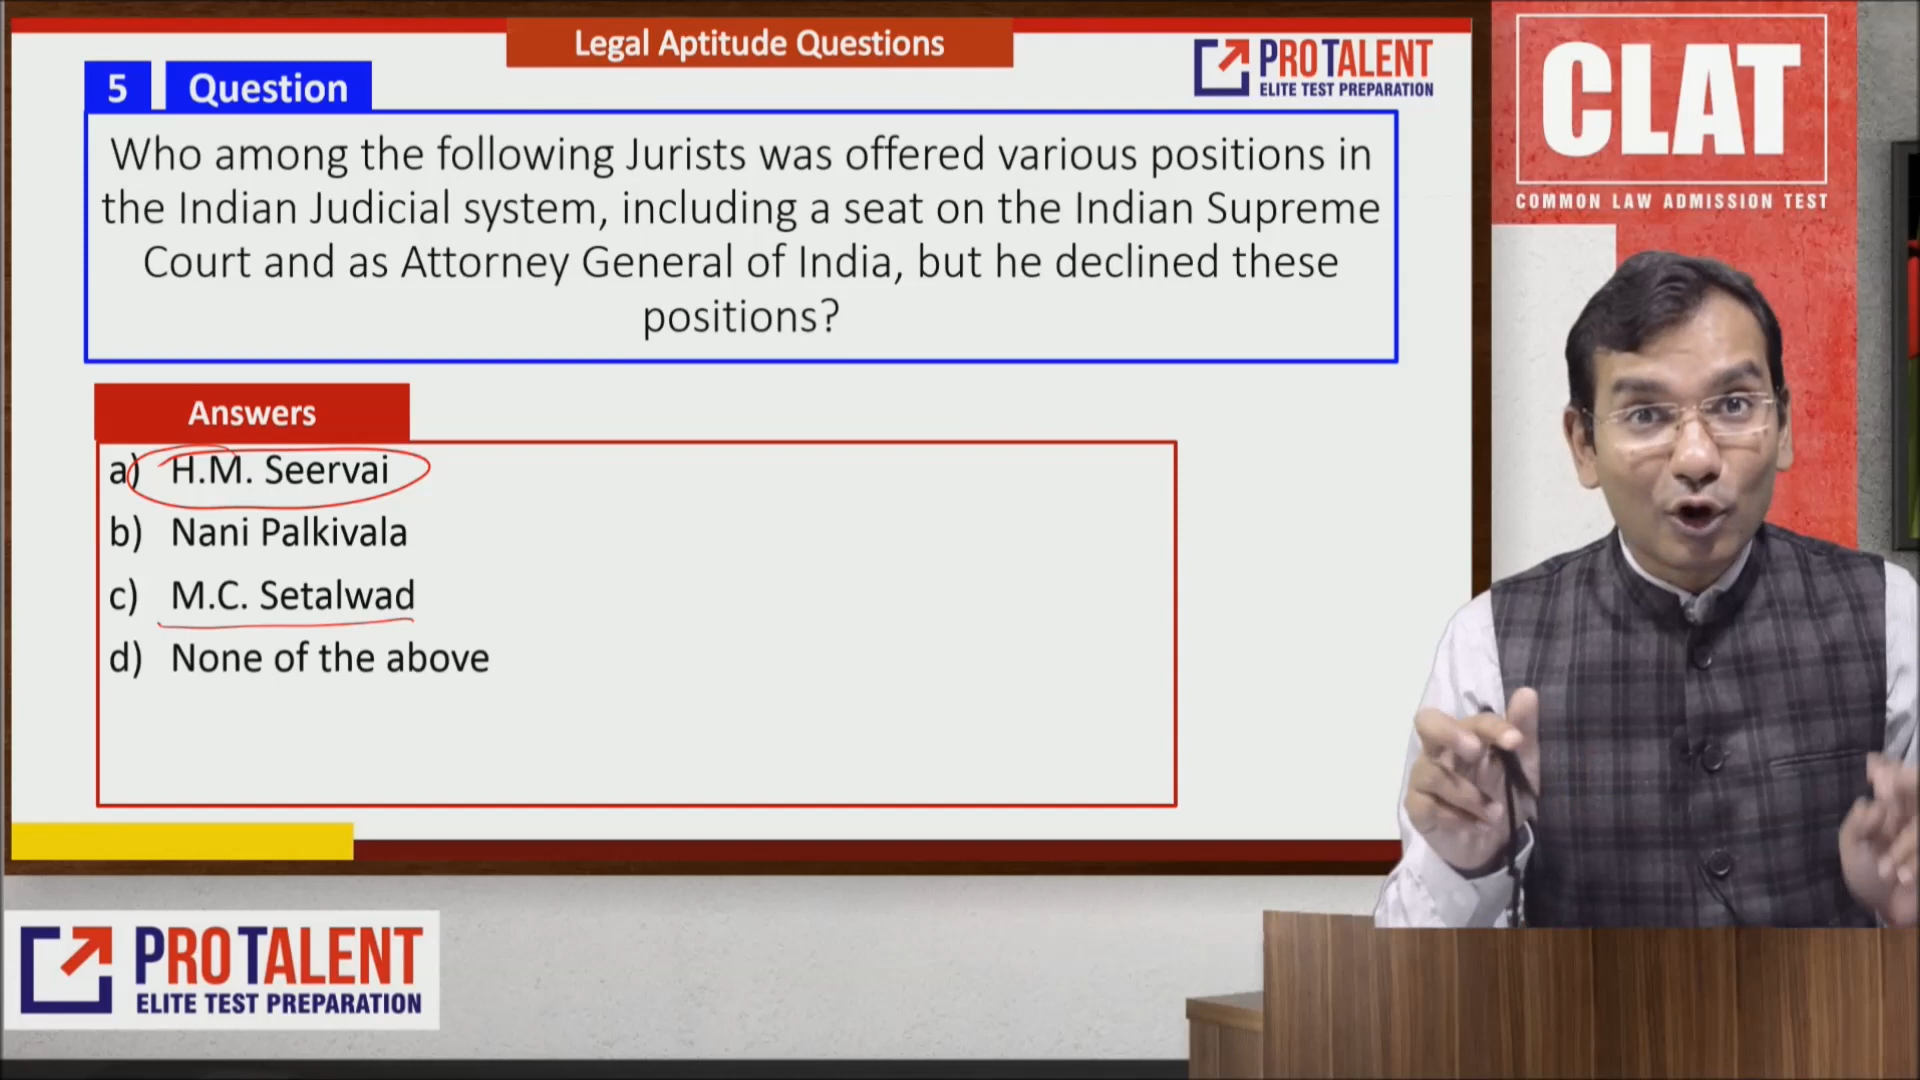 Legal Aptitude Questions
PROTALENT
ELITE TEST PREPARATION
CLAT
COMMON LAW ADMISSION TEST
5 Question
Who among the following Jurists was offered various positions in
the Indian Judicial system, including a seat on the Indian Supreme
Court and as Attorney General of India, but he declined these
positions?
Answers
a) H.M. Seervai
b) Nani Palkivala
c) M.C. Setalwad
d) None of the above
PROTALENT
ELITE TEST PREPARATION